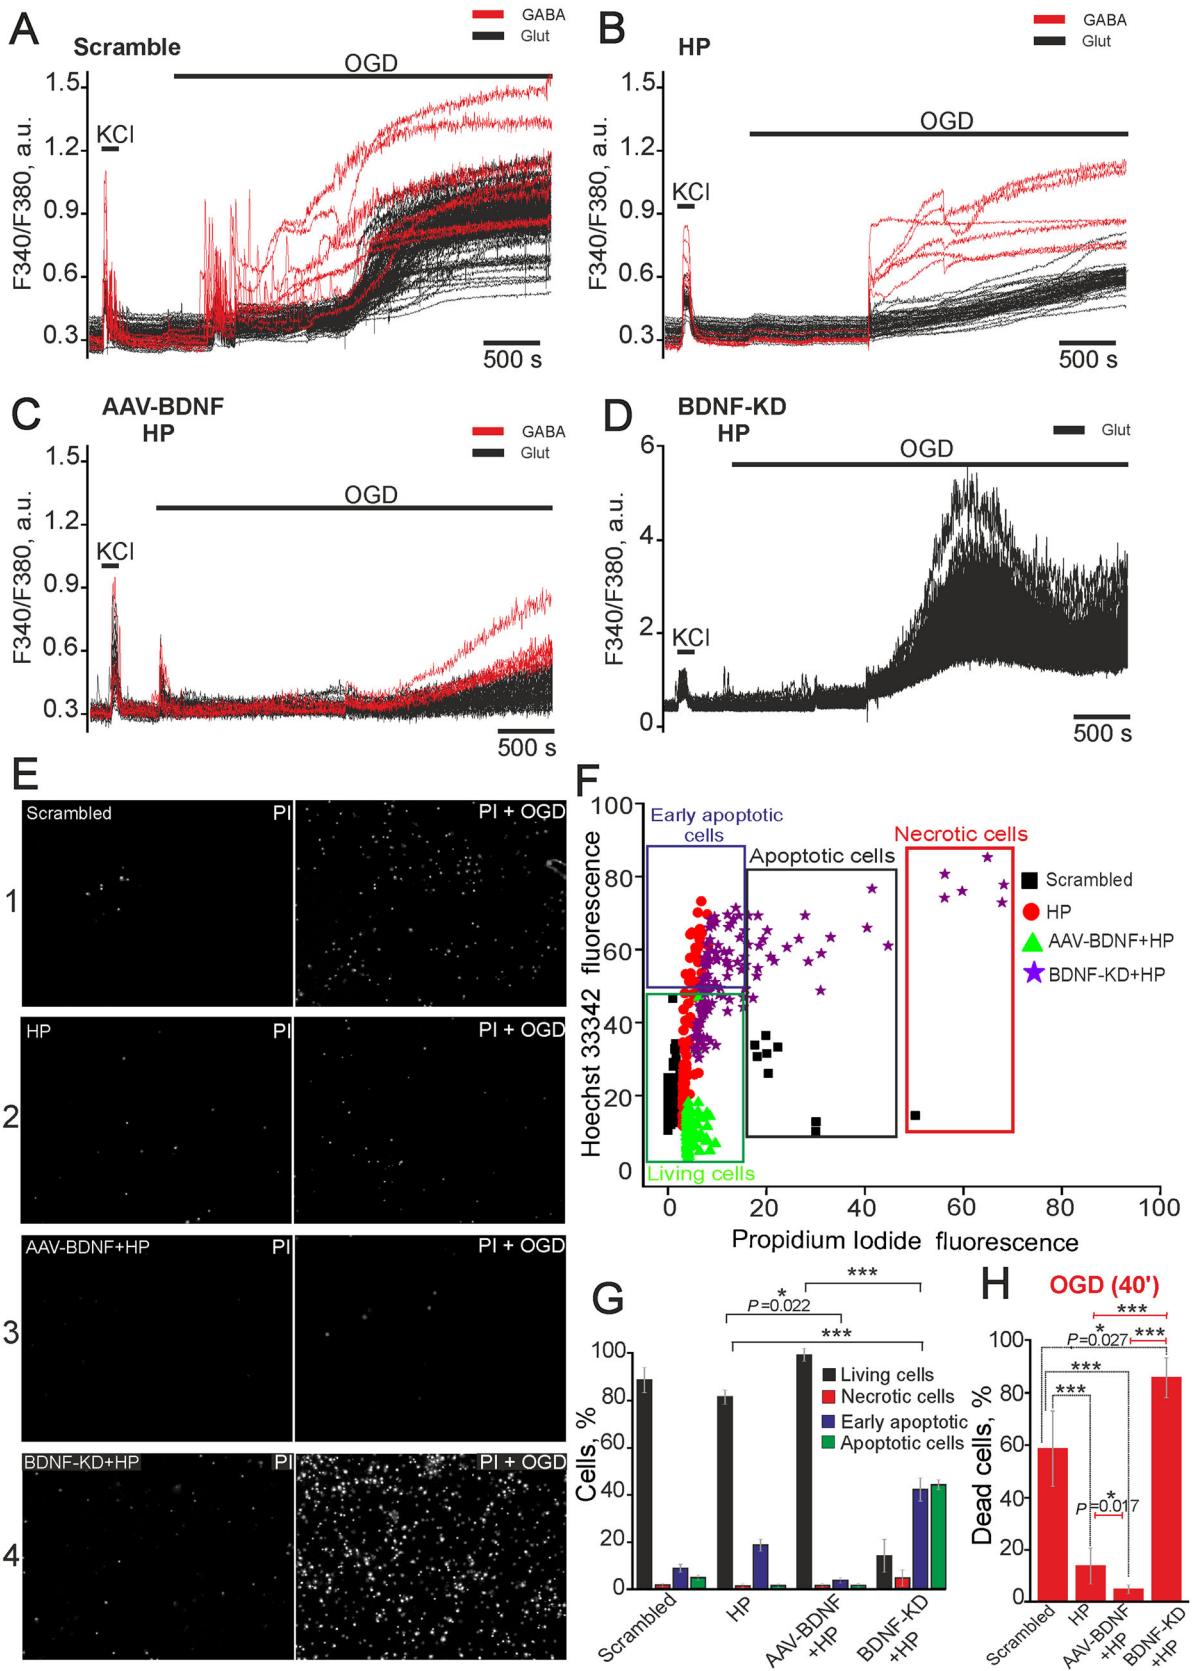 A
Scramble
GABA
Glut
OGD
KCl
F340/F380, a.u.
1.5
1.2
0.9
0.6
0.3
500 s
B
HP
GABA
Glut
OGD
KCl
F340/F380, a.u.
1.5
1.2
0.9
0.6
0.3
500 s
C
AAV-BDNF
HP
GABA
Glut
OGD
KCl
F340/F380, a.u.
1.5
1.2
0.9
0.6
0.3
500 s
D
BDNF-KD
HP
Glut
OGD
KCl
F340/F380, a.u.
6
4
2
0
500 s
E
1
Scrambled
PI
PI + OGD
2
HP
PI
PI + OGD
3
AAV-BDNF+HP
PI
PI + OGD
4
BDNF-KD+HP
PI
PI + OGD
F
Hoechst 33342 fluorescence
100
80
60
40
20
0
Early apoptotic
cells
Apoptotic cells
Necrotic cells
Living cells
Scrambled
HP
AAV-BDNF+HP
BDNF-KD+HP
0 20 40 60 80 100
Propidium Iodide fluorescence
G
***
*
P=0.022
***
Cells, %
100
80
60
40
20
0
Living cells
Necrotic cells
Early apoptotic
Apoptotic cells
Scrambled
HP
AAV-BDNF
+HP
BDNF-KD
+HP
H
OGD (40')
***
*
P=0.027
***
***
***
*
P=0.017
Dead cells, %
100
80
60
40
20
0
Scrambled
HP
AAV-BDNF
+HP
BDNF-KD
+HP